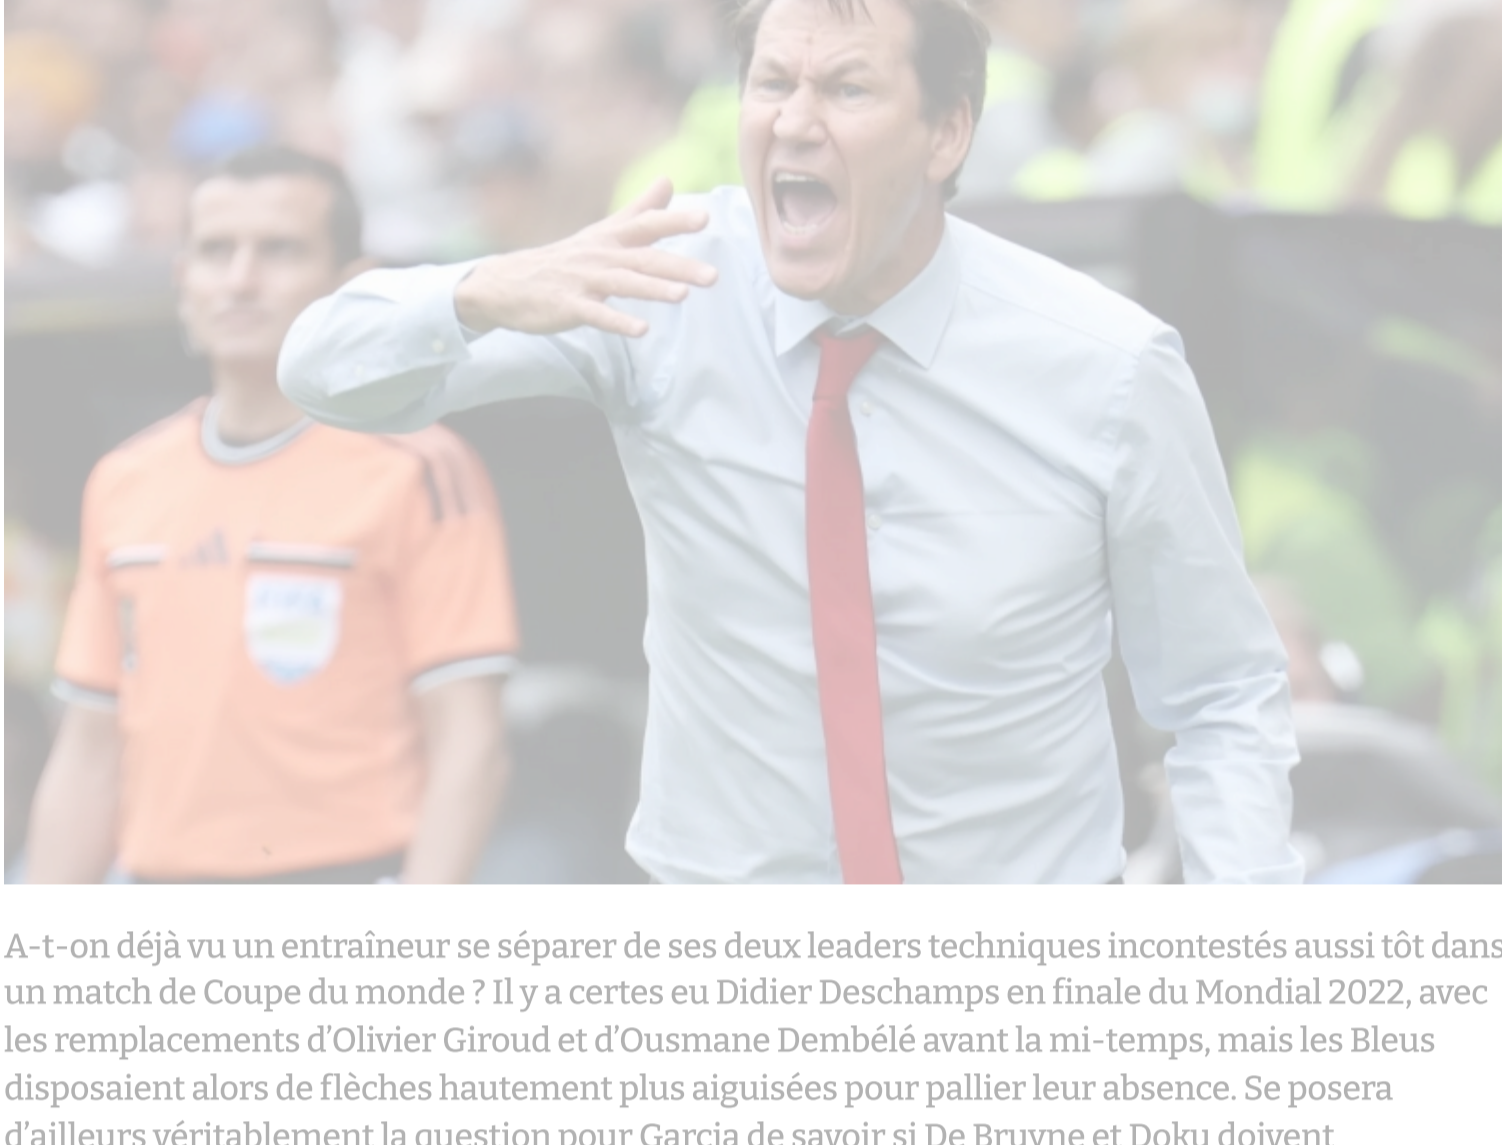 A-t-on déjà vu un entraîneur se séparer de ses deux leaders techniques incontestés aussi tôt dans
un match de Coupe du monde ? Il y a certes eu Didier Deschamps en finale du Mondial 2022, avec
les remplacements d’Olivier Giroud et d’Ousmane Dembélé avant la mi-temps, mais les Bleus
disposaient alors de flèches hautement plus aiguisées pour pallier leur absence. Se posera
d’ailleurs véritablement la question pour Garcia de savoir si De Bruyne et Doku doivent